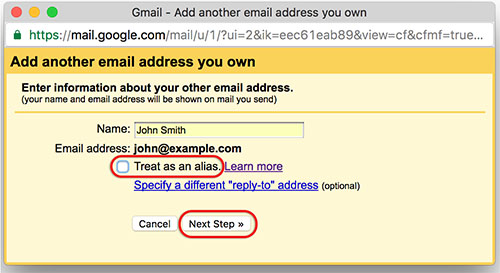 Gmail - Add another email address you own
https://mail.google.com/mail/u/1/?ui=2&ik=eec61eab89&view=cf&cfmf=true...
Add another email address you own
Enter information about your other email address.
(your name and email address will be shown on mail you send)
Name: John Smith
Email address: john@example.com
Treat as an alias. Learn more
Specify a different "reply-to" address (optional)
Cancel Next Step »